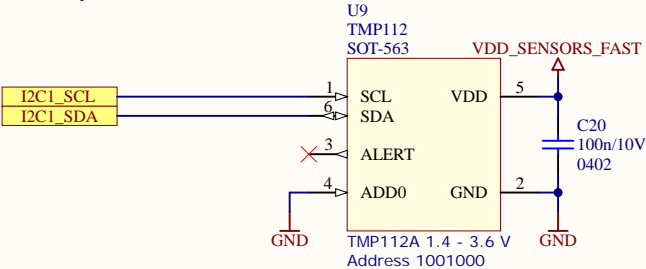 U9
TMP112
SOT-563
VDD_SENSORS_FAST
I2C1_SCL
1
SCL
VDD
5
I2C1_SDA
6
SDA
C20
100n/10V
0402
3
ALERT
4
ADD0
GND
2
GND
GND
TMP112A 1.4 - 3.6 V
Address 1001000